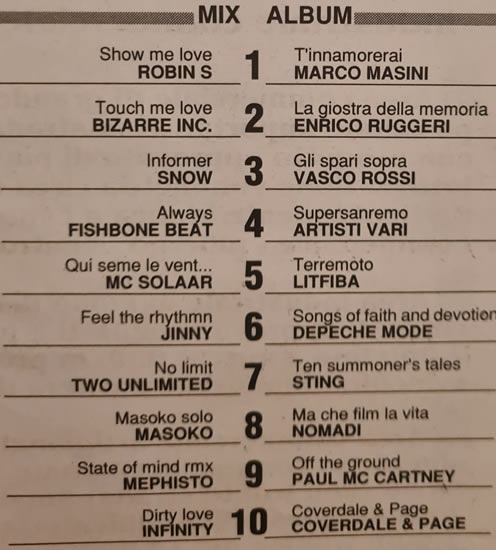 MIX ALBUM
Show me love
ROBIN S
1
T'innamorerai
MARCO MASINI
Touch me love
BIZARRE INC.
2
La giostra della memoria
ENRICO RUGGERI
Informer
SNOW
3
Gli spari sopra
VASCO ROSSI
Always
FISHBONE BEAT
4
Supersanremo
ARTISTI VARI
Qui seme le vent...
MC SOLAAR
5
Terremoto
LITFIBA
Feel the rhythmn
JINNY
6
Songs of faith and devotion
DEPECHE MODE
No limit
TWO UNLIMITED
7
Ten summoner's tales
STING
Masoko solo
MASOKO
8
Ma che film la vita
NOMADI
State of mind rmx
MEPHISTO
9
Off the ground
PAUL MC CARTNEY
Dirty love
INFINITY
10
Coverdale & Page
COVERDALE & PAGE